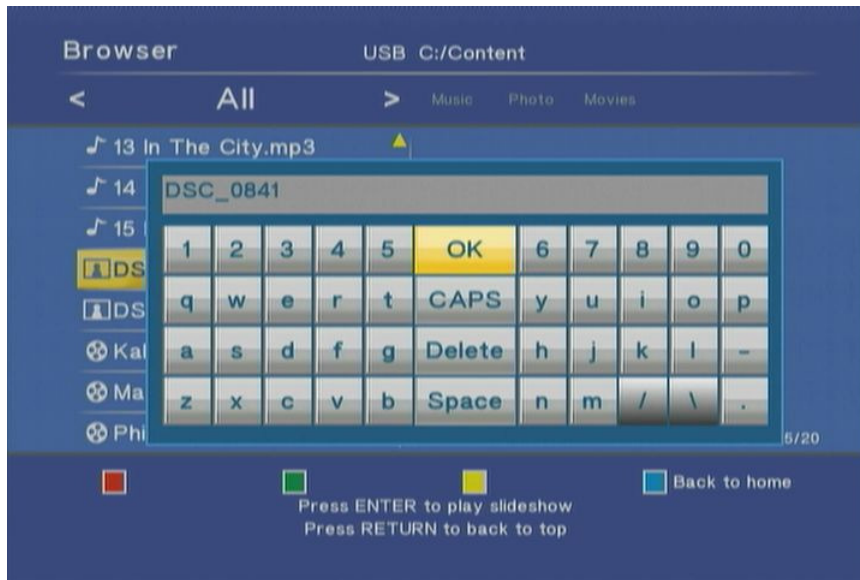 Browser USB C:/Content
< All > Music Photo Movies
13 In The City.mp3
14
DSC_0841
15
1 2 3 4 5 OK 6 7 8 9 0
DS
q w e r t CAPS y u i o p
DS
Kal
a s d f g Delete h j k l -
Ma
z x c v b Space n m / \ .
Phi
5/20
Back to home
Press ENTER to play slideshow
Press RETURN to back to top